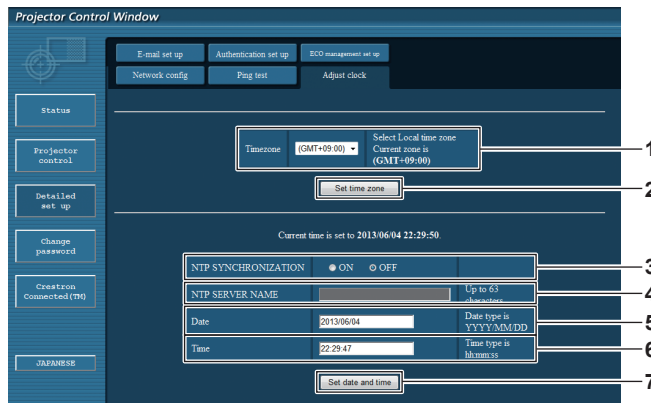 Projector Control Window
E-mail set up
Authentication set up
ECO management set up
Network config
Ping test
Adjust clock
Status
Projector
control
Detailed
set up
Change
password
Crestron
Connected(TM)
JAPANESE
Timezone
(GMT+09:00)
Select Local time zone
Current zone is
(GMT+09:00)
1
Set time zone
2
Current time is set to 2013/06/04 22:29:50.
NTP SYNCHRONIZATION
ON
OFF
3
NTP SERVER NAME
Up to 63
characters
4
Date
2013/06/04
Date type is
YYYY/MM/DD
5
Time
22:29:47
Time type is
hh:mm:ss
6
Set date and time
7